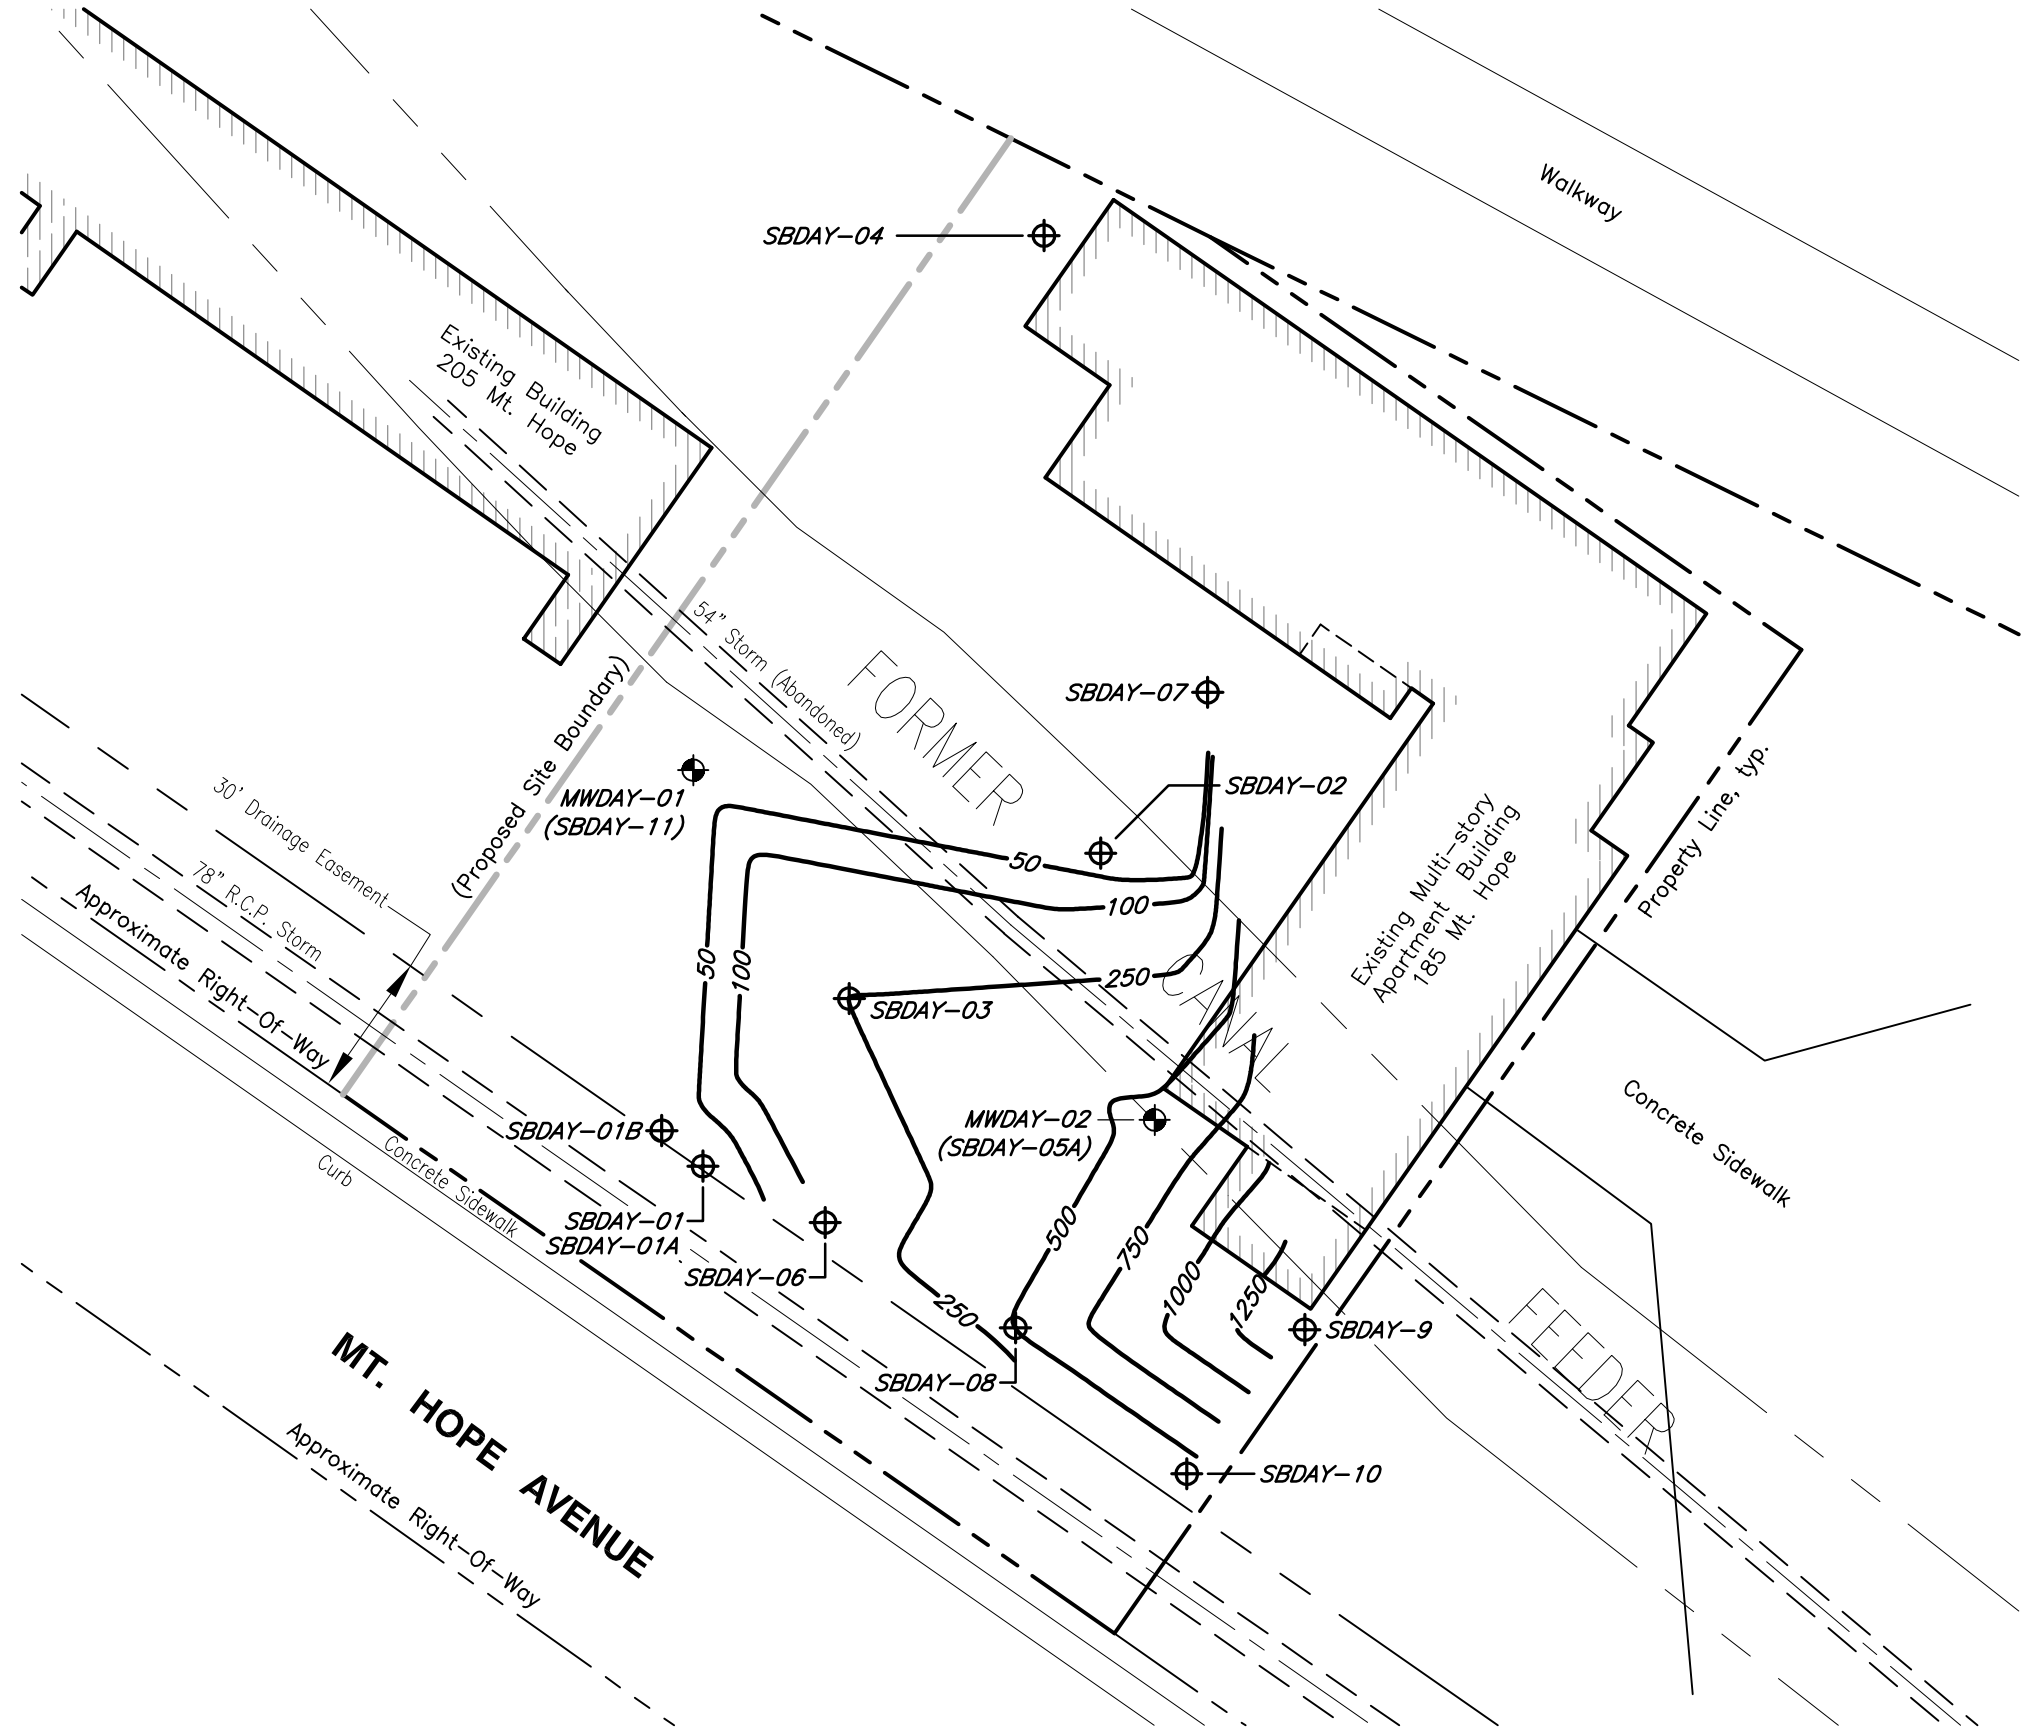 Walkway
SBDAY-04
Existing Building
205 Mt. Hope
54" Storm (Abandoned)
FORMER
SBDAY-07
(Proposed Site Boundary)
MWDAY-01
(SBDAY-11)
SBDAY-02
Property Line, typ.
30' Drainage Easement
78" R.C.P. Storm
Approximate Right-Of-Way
50
100
250
50
100
SBDAY-03
CANAL
Existing Multi-story
Apartment Building
185 Mt. Hope
Concrete Sidewalk
MWDAY-02
(SBDAY-05A)
SBDAY-01B
Concrete Sidewalk
Curb
SBDAY-01
SBDAY-01A
SBDAY-06
500
750
1000
1250
250
SBDAY-9
SBDAY-08
FEEDER
SBDAY-10
MT. HOPE AVENUE
Approximate Right-Of-Way